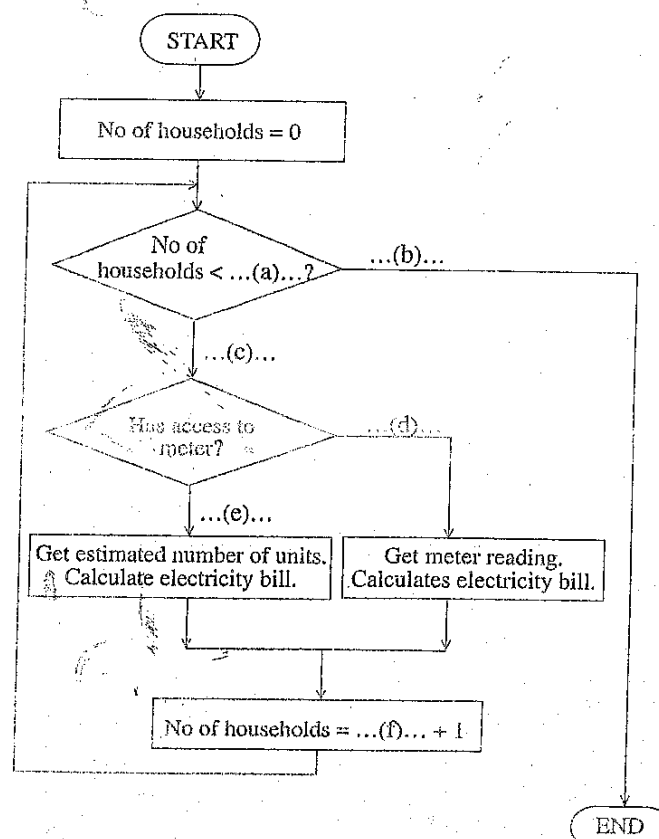 START
No of households = 0
No of
households < ...(a)...?
...(b)...
...(c)...
Has access to
meter?
...(d)...
...(e)...
Get estimated number of units.
Calculate electricity bill.
Get meter reading.
Calculates electricity bill.
No of households = ...(f)... + 1
END